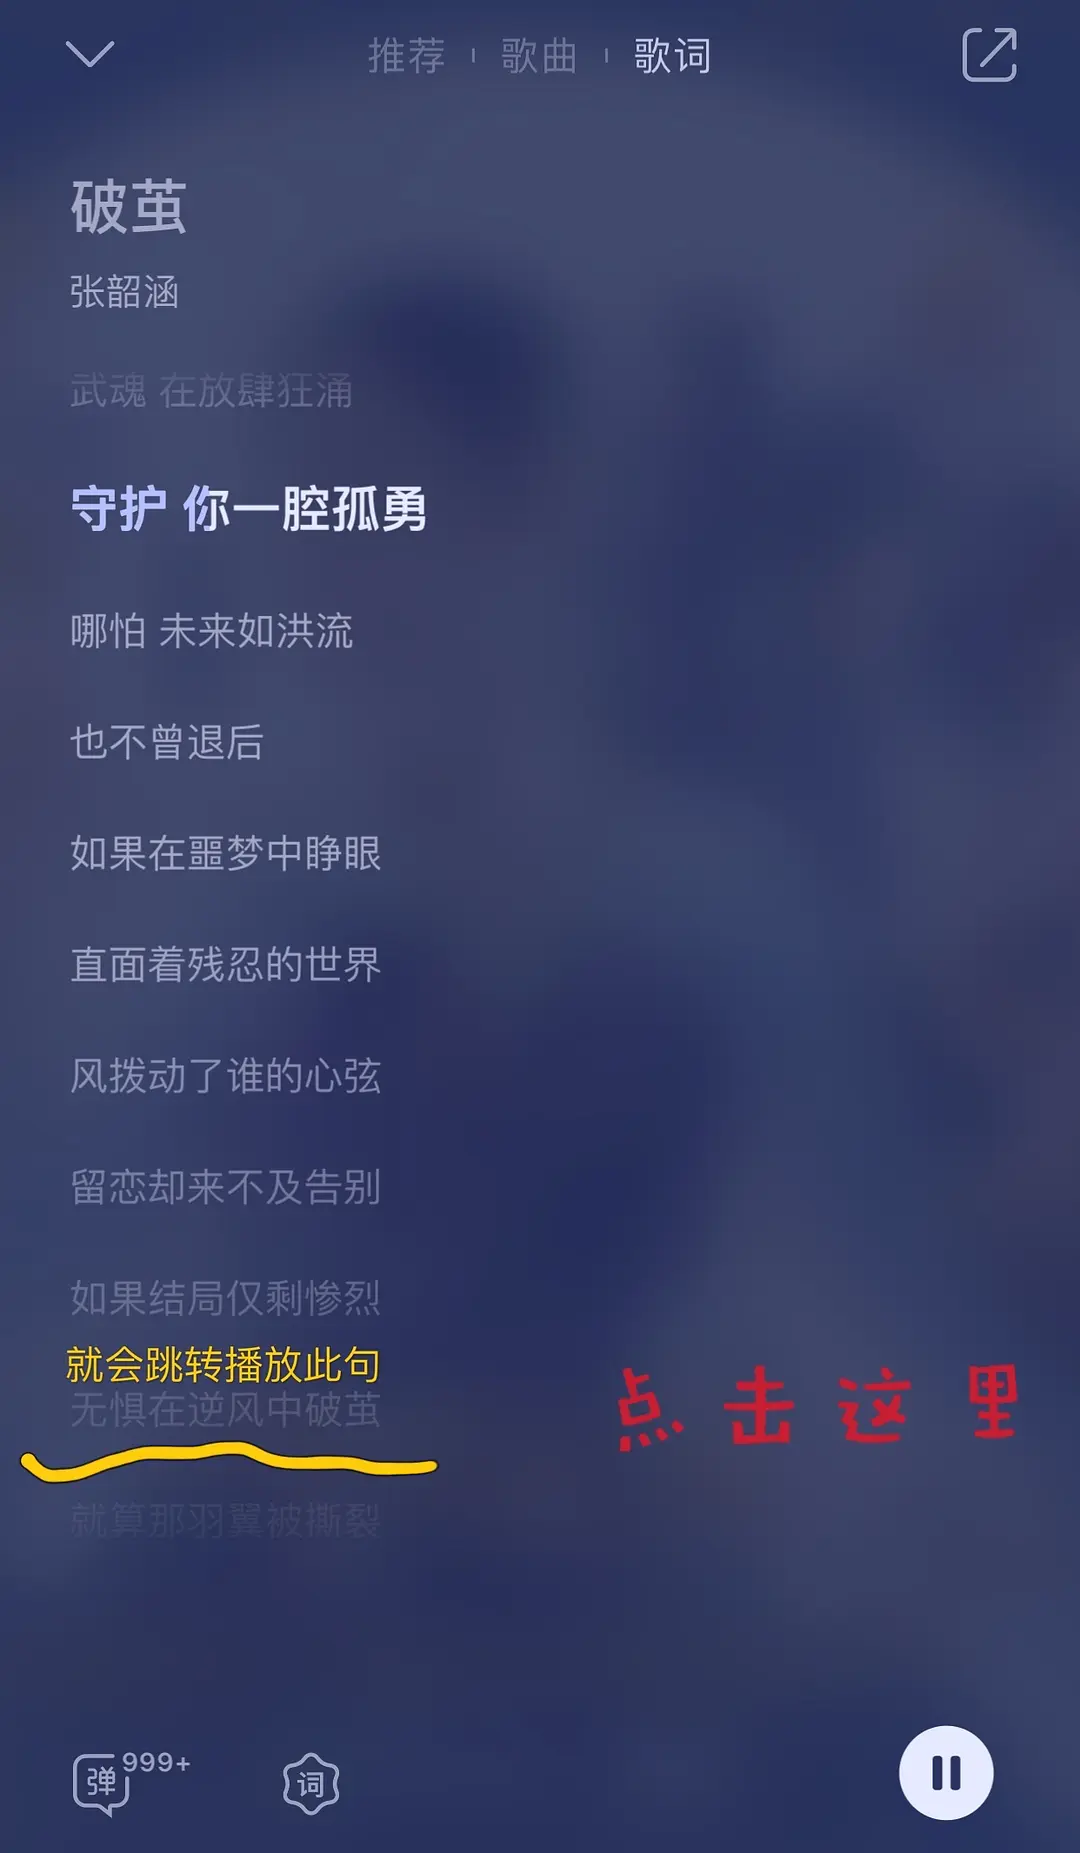 推荐 歌曲 歌词
破茧
张韶涵
武魂 在放肆狂涌
守护 你一腔孤勇
哪怕 未来如洪流
也不曾退后
如果在噩梦中睁眼
直面着残忍的世界
风拨动了谁的心弦
留恋却来不及告别
如果结局仅剩惨烈
就会跳转播放此句
无惧在逆风中破茧
点击这里
就算那羽翼被撕裂
弹 999+
词